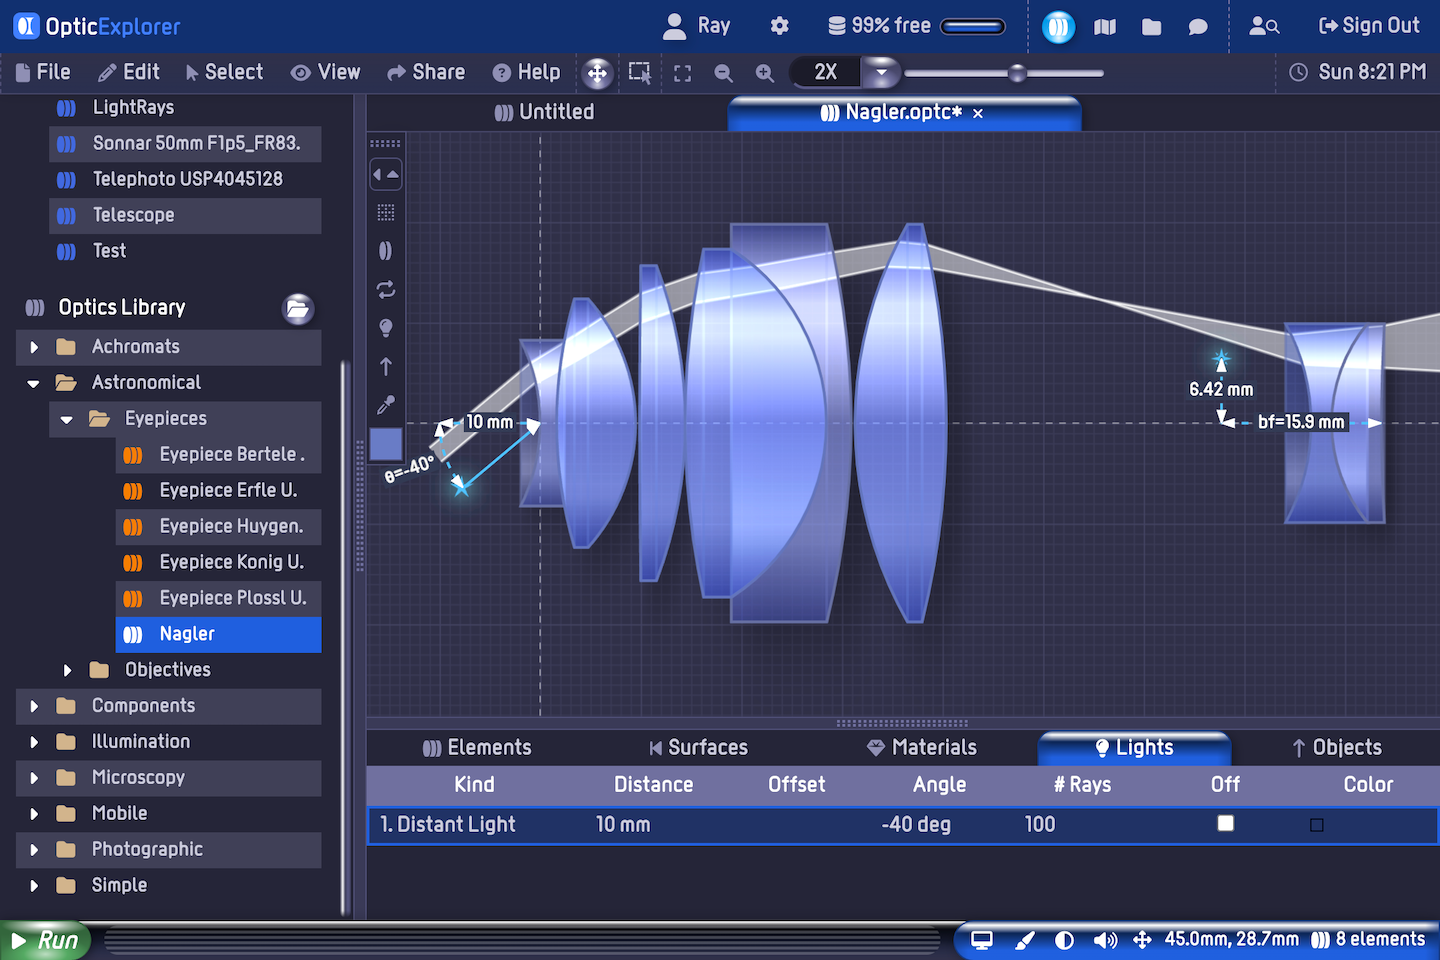 OpticExplorer
Ray
99% free
Sign Out
File
Edit
Select
View
Share
Help
2X
Sun 8:21 PM
LightRays
Sonnar 50mm F1p5_FR83.
Telephoto USP4045128
Telescope
Test
Optics Library
Achromats
Astronomical
Eyepieces
Eyepiece Bertele .
Eyepiece Erfle U.
Eyepiece Huygen.
Eyepiece Konig U.
Eyepiece Plossl U.
Nagler
Objectives
Components
Illumination
Microscopy
Mobile
Photographic
Simple
Untitled
Nagler.optc* ×
10 mm
θ=-40°
6.42 mm
bf=15.9 mm
Elements
Surfaces
Materials
Lights
Objects
Kind Distance Offset Angle # Rays Off Color
1. Distant Light 10 mm -40 deg 100
Run
45.0mm, 28.7mm
8 elements